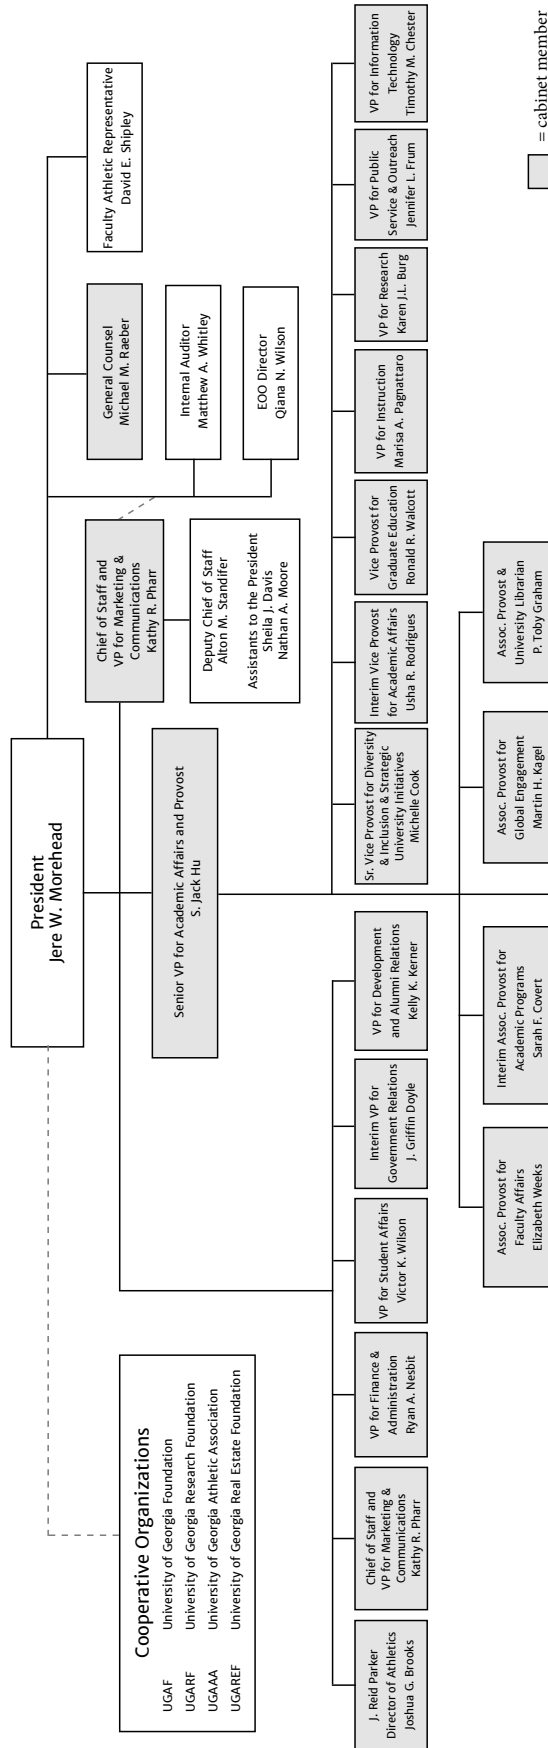 President
Jere W. Morehead
Cooperative Organizations
UGAF University of Georgia Foundation
UGARF University of Georgia Research Foundation
UGAAA University of Georgia Athletic Association
UGAREF University of Georgia Real Estate Foundation
Senior VP for Academic Affairs and Provost
S. Jack Hu
Chief of Staff and
VP for Marketing &
Communications
Kathy R. Pharr
Deputy Chief of Staff
Alton M. Standifer
Assistants to the President
Sheila J. Davis
Nathan A. Moore
General Counsel
Michael M. Raeber
Faculty Athletic Representative
David E. Shipley
Internal Auditor
Matthew A. Whitley
EOO Director
Qiana N. Wilson
J. Reid Parker
Director of Athletics
Joshua G. Brooks
Chief of Staff and
VP for Marketing &
Communications
Kathy R. Pharr
VP for Finance &
Administration
Ryan A. Nesbit
VP for Student Affairs
Victor K. Wilson
Interim VP for
Government Relations
J. Griffin Doyle
VP for Development
and Alumni Relations
Kelly K. Kerner
Sr. Vice Provost for Diversity
& Inclusion & Strategic
University Initiatives
Michelle Cook
Interim Vice Provost
for Academic Affairs
Usha R. Rodrigues
Vice Provost for
Graduate Education
Ronald R. Walcott
VP for Instruction
Marisa A. Pagnattaro
VP for Research
Karen J.L. Burg
VP for Public
Service & Outreach
Jennifer L. Frum
VP for Information
Technology
Timothy M. Chester
Assoc. Provost for
Faculty Affairs
Elizabeth Weeks
Interim Assoc. Provost for
Academic Programs
Sarah F. Covert
Assoc. Provost for
Global Engagement
Martin H. Kagel
Assoc. Provost &
University Librarian
P. Toby Graham
= cabinet member